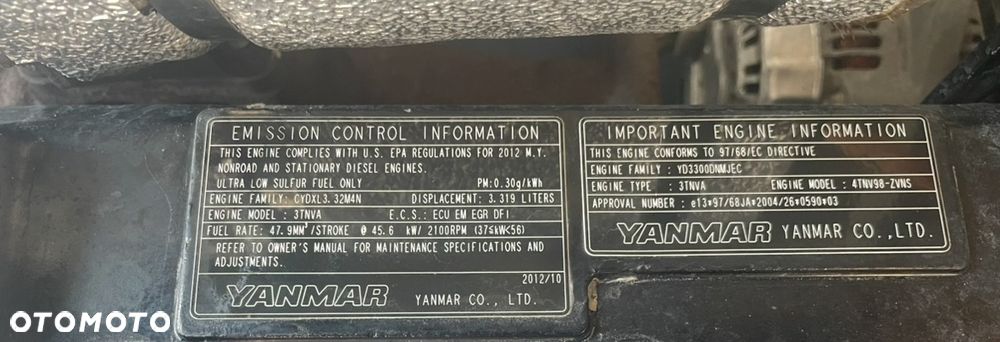 EMISSION CONTROL INFORMATION
THIS ENGINE COMPLIES WITH U.S. EPA REGULATIONS FOR 2012 M.Y.
NONROAD AND STATIONARY DIESEL ENGINES.
ULTRA LOW SULFUR FUEL ONLY PM:0.30g/kWh
ENGINE FAMILY: CYDXL3.32M4N DISPLACEMENT: 3.319 LITERS
ENGINE MODEL: 3TNVA E.C.S.: ECU EM EGR DFI
FUEL RATE: 47.9MM³/STROKE @ 45.6 kW/ 2100RPM (37≤kW<56)
REFER TO OWNER'S MANUAL FOR MAINTENANCE SPECIFICATIONS AND
ADJUSTMENTS.
2012/10
YANMAR YANMAR CO., LTD.
IMPORTANT ENGINE INFORMATION
THIS ENGINE CONFORMS TO 97/68/EC DIRECTIVE
ENGINE FAMILY : YD3300DNMJEC
ENGINE TYPE : 3TNVA ENGINE MODEL: 4TNV98-ZVNS
APPROVAL NUMBER : e13*97/68JA*2004/26*0590*03
YANMAR YANMAR CO.,LTD.
OTOMOTO